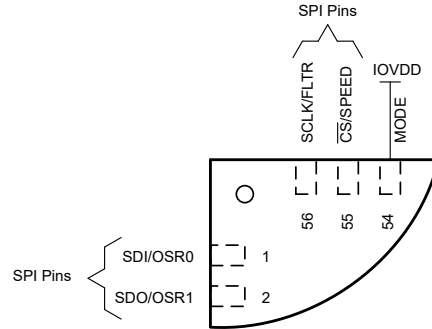 SPI Pins
SCLK/FLTR
CS/SPEED
IOVDD
MODE
56
55
54
SPI Pins
SDI/OSR0
1
SDO/OSR1
2